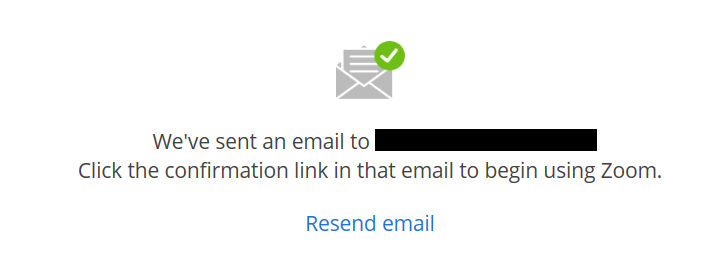 We've sent an email to
Click the confirmation link in that email to begin using Zoom.
Resend email